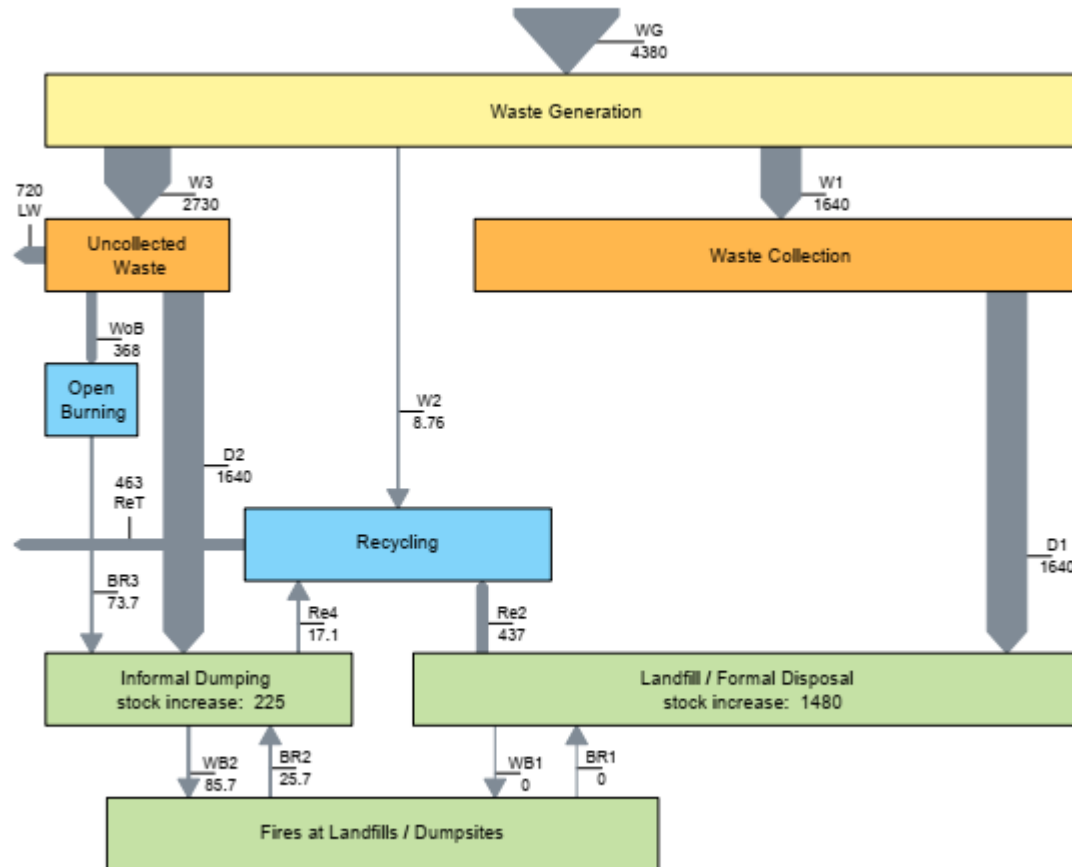 WG
4380
Waste Generation
W3
2730
W1
1640
720
LW
Uncollected
Waste
Waste Collection
WoB
368
Open
Burning
W2
8.76
D2
1640
463
ReT
Recycling
D1
1640
BR3
73.7
Re4
17.1
Re2
437
Informal Dumping
stock increase: 225
Landfill / Formal Disposal
stock increase: 1480
WB2
85.7
BR2
25.7
WB1
0
BR1
0
Fires at Landfills / Dumpsites